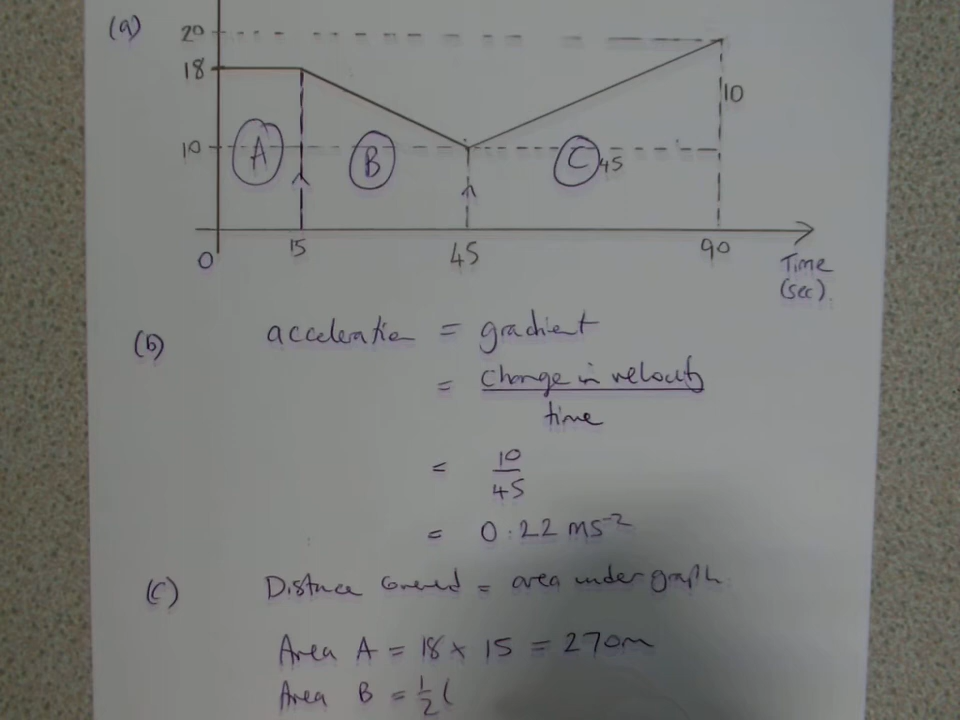 (a)
20
18
10
A
B
C
45
10
0
15
45
90
Time
(sec).
(b) acceleration = gradient
= change in velocity
time
= 10
45
= 0.22 ms⁻²
(c) Distance Covered = area under graph
Area A = 18 × 15 = 270m
Area B = ½(